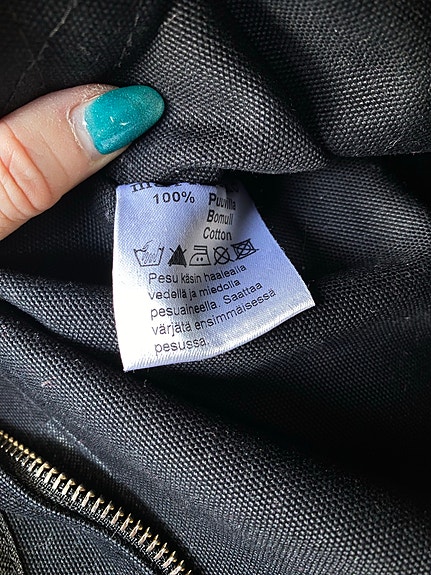 100% Puuvilla
Bomull
Cotton
Pesu käsin haalealla
vedellä ja miedolla
pesuaineella. Saattaa
värjätä ensimmäisessä
pesussa.